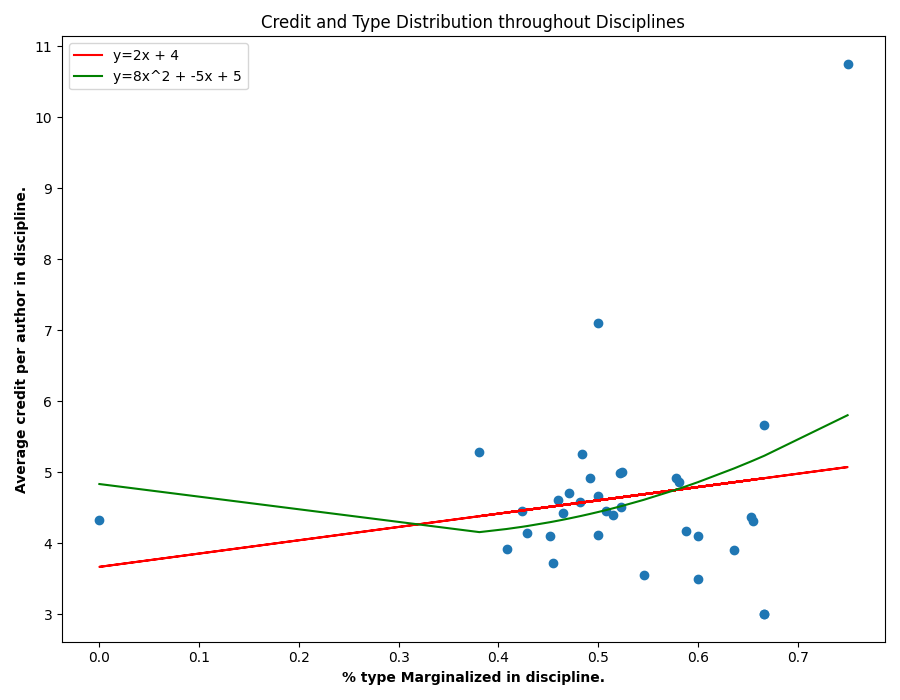 Credit and Type Distribution throughout Disciplines
y=2x + 4
y=8x^2 + -5x + 5
Average credit per author in discipline.
11
10
9
8
7
6
5
4
3
0.0 0.1 0.2 0.3 0.4 0.5 0.6 0.7
% type Marginalized in discipline.